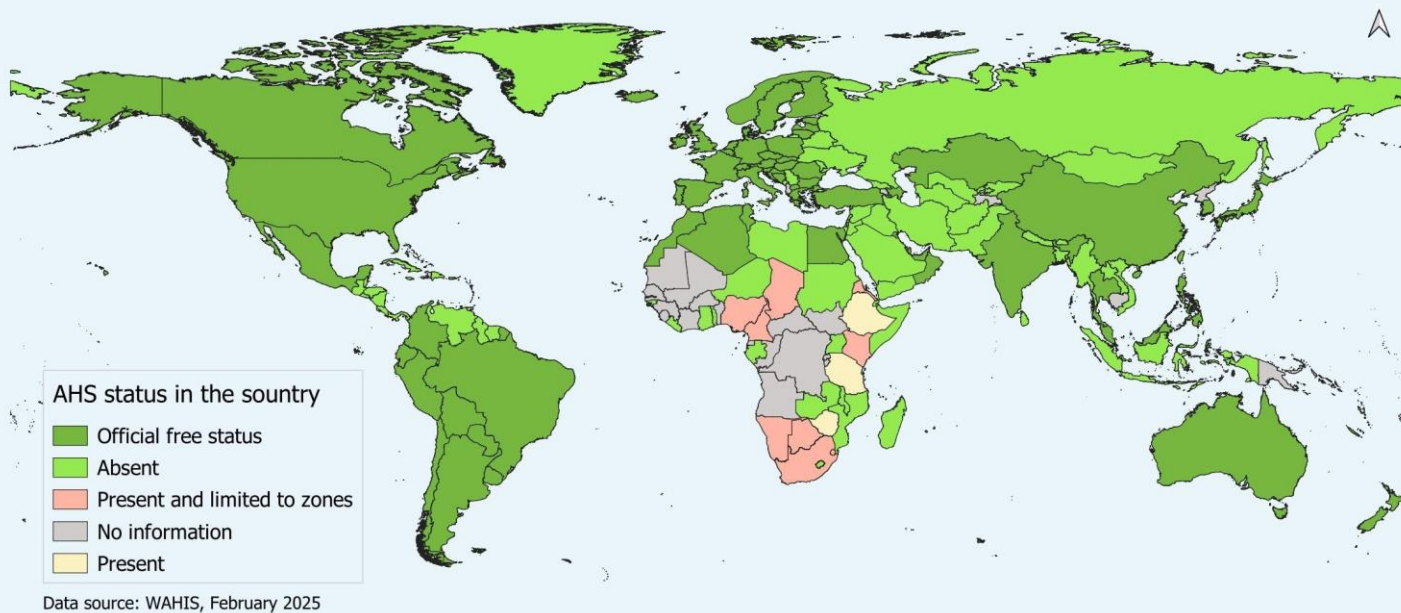 AHS status in the sountry
Official free status
Absent
Present and limited to zones
No information
Present
Data source: WAHIS, February 2025